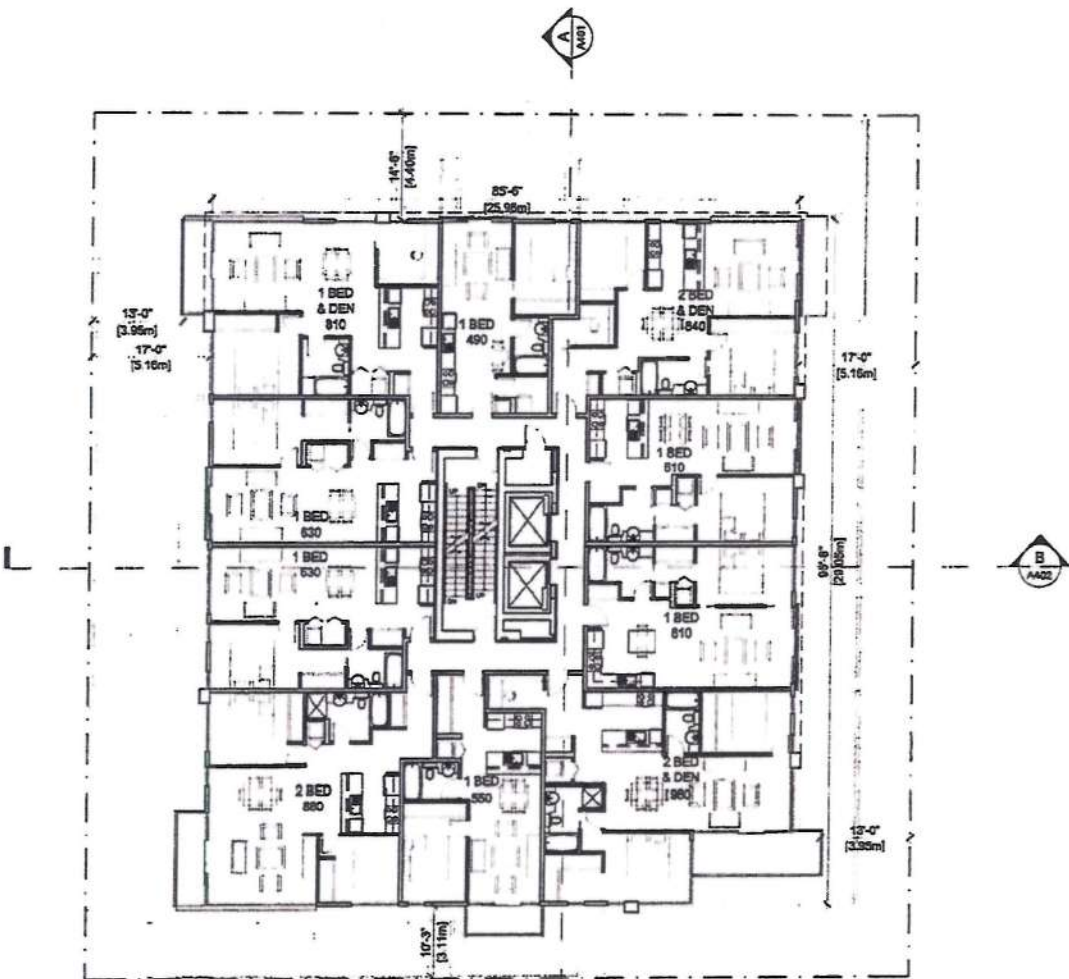 A
A401
14'-6"
[4.40m]
85'-6"
[25.98m]
1 BED
& DEN
810
1 BED
490
2 BED
& DEN
840
13'-0"
[3.95m]
17'-0"
[5.16m]
17'-0"
[5.16m]
1 BED
610
1 BED
630
1 BED
630
B
A402
1 BED
610
2 BED
880
1 BED
550
2 BED
& DEN
980
13'-0"
[3.95m]
10'-3"
[3.11m]